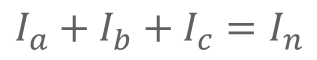 I_a + I_b + I_c = I_n